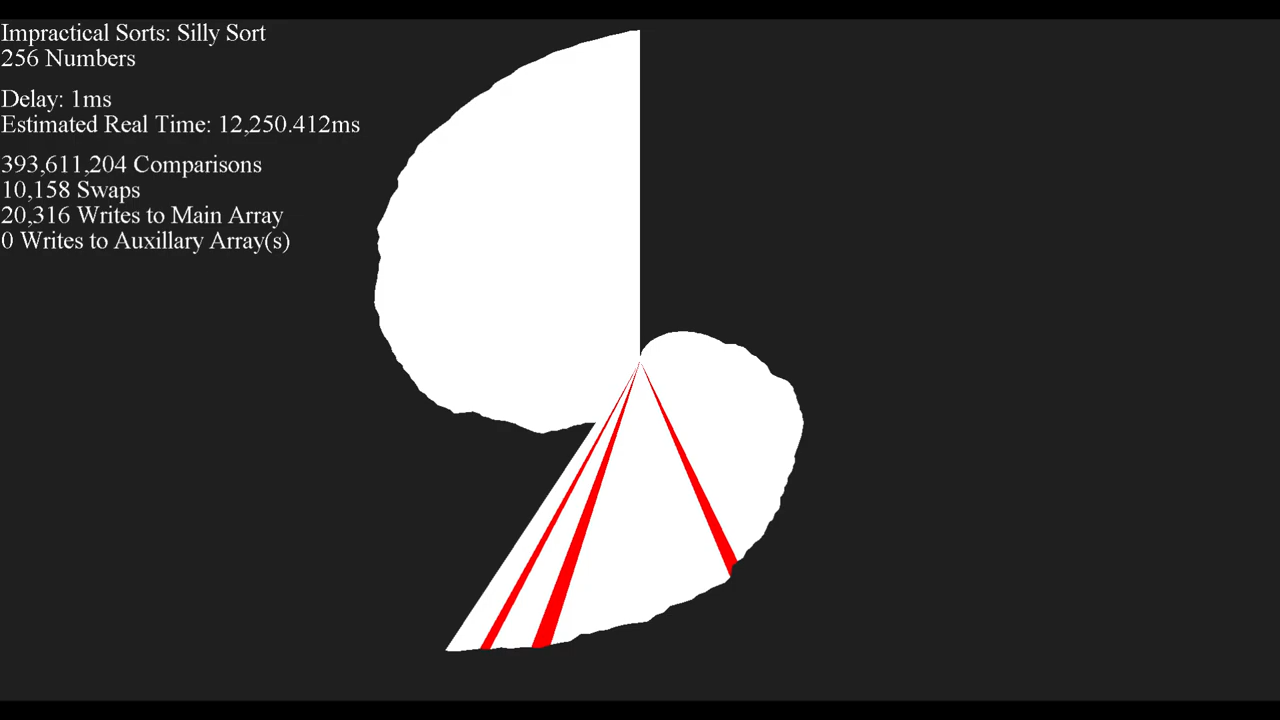 Impractical Sorts: Silly Sort
256 Numbers
Delay: 1ms
Estimated Real Time: 12,250.412ms
393,611,204 Comparisons
10,158 Swaps
20,316 Writes to Main Array
0 Writes to Auxillary Array(s)